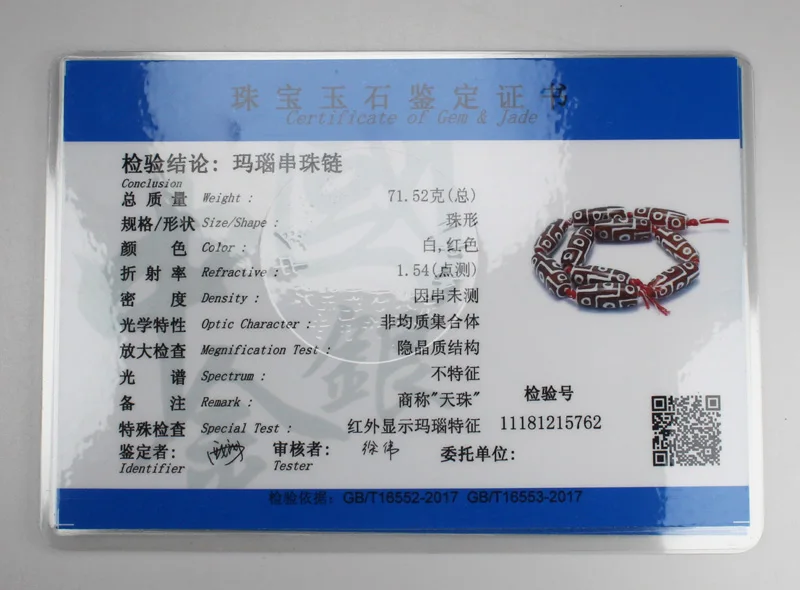 珠宝玉石鉴定证书
Certificate of Gem & Jade
检验结论: 玛瑙串珠链
Conclusion
总质量 Weight : 71.52克(总)
规格/形状 Size/Shape : 珠形
颜色 Color : 白,红色
折射率 Refractive : 1.54(点测)
密度 Density : 因串未测
光学特性 Optic Character : 非均质集合体
放大检查 Megnification Test : 隐晶质结构
光谱 Spectrum : 不特征
备注 Remark : 商称"天珠"
特殊检查 Special Test : 红外显示玛瑙特征
检验号
11181215762
鉴定者: 审核者: 徐伟 委托单位:
Identifier Tester
检验依据: GB/T16552-2017 GB/T16553-2017